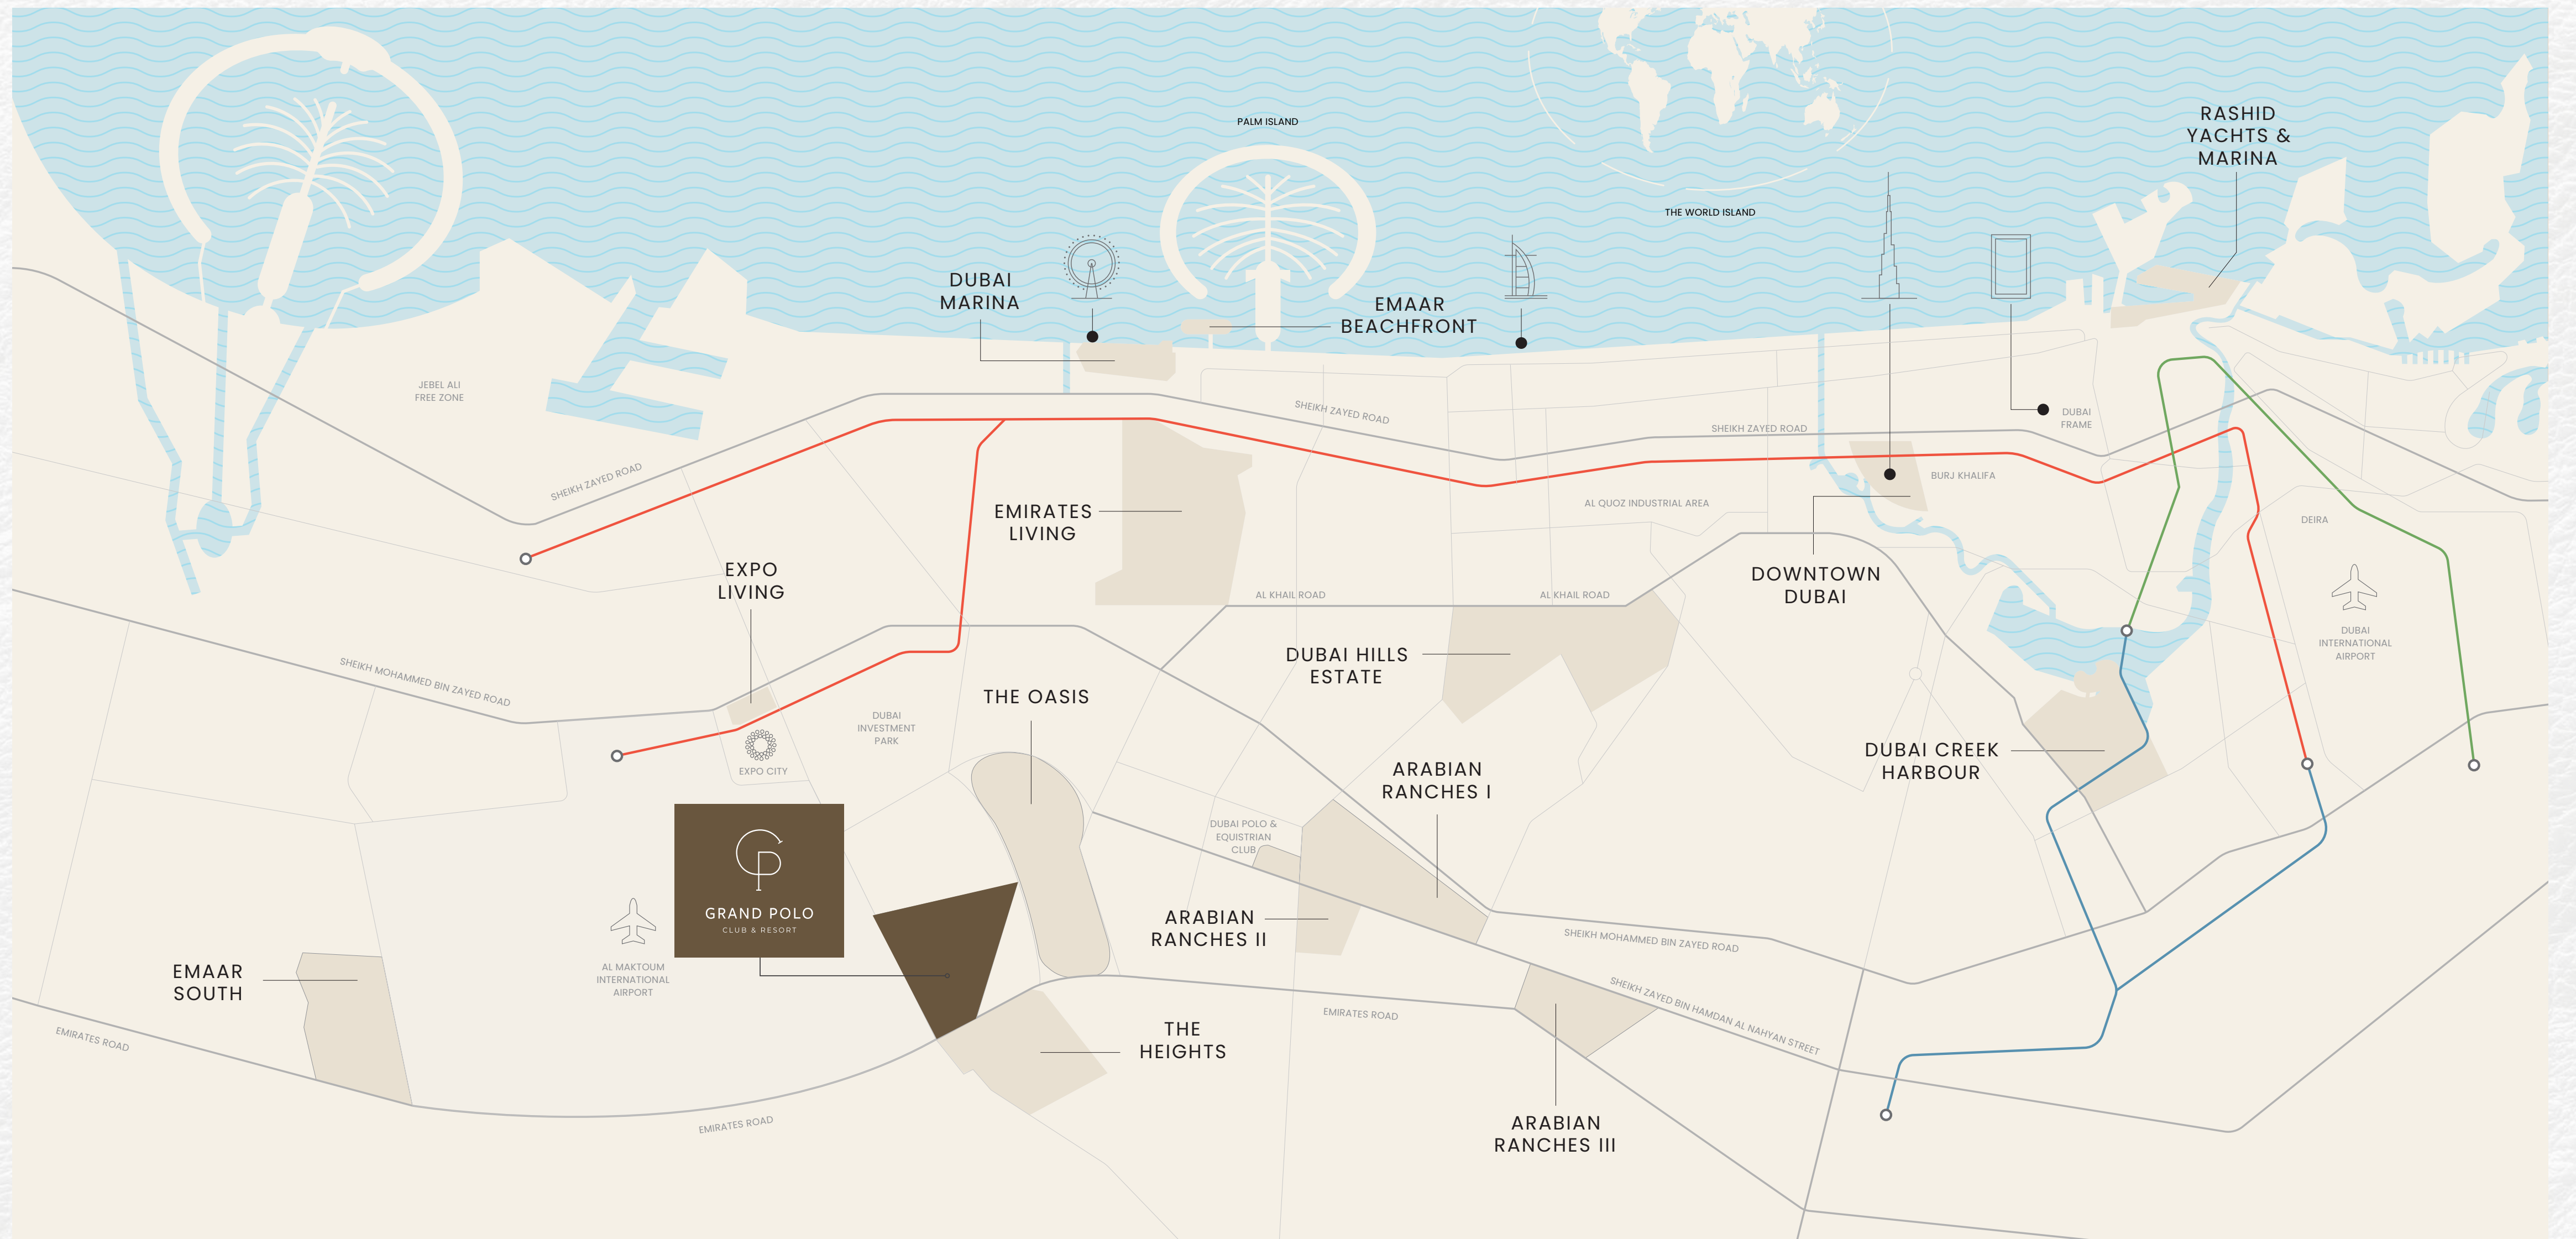 PALM ISLAND
THE WORLD ISLAND
RASHID
YACHTS &
MARINA
DUBAI
MARINA
EMAAR
BEACHFRONT
JEBEL ALI
FREE ZONE
SHEIKH ZAYED ROAD
SHEIKH ZAYED ROAD
SHEIKH ZAYED ROAD
DUBAI
FRAME
BURJ KHALIFA
AL QUOZ INDUSTRIAL AREA
DEIRA
EMIRATES
LIVING
EXPO
LIVING
DOWNTOWN
DUBAI
AL KHAIL ROAD
AL KHAIL ROAD
DUBAI
INTERNATIONAL
AIRPORT
SHEIKH MOHAMMED BIN ZAYED ROAD
DUBAI HILLS
ESTATE
THE OASIS
DUBAI
INVESTMENT
PARK
EXPO CITY
DUBAI CREEK
HARBOUR
ARABIAN
RANCHES I
DUBAI POLO &
EQUISTRIAN
CLUB
GRAND POLO
CLUB & RESORT
ARABIAN
RANCHES II
SHEIKH MOHAMMED BIN ZAYED ROAD
EMAAR
SOUTH
AL MAKTOUM
INTERNATIONAL
AIRPORT
SHEIKH ZAYED BIN HAMDAN AL NAHYAN STREET
EMIRATES ROAD
EMIRATES ROAD
THE
HEIGHTS
EMIRATES ROAD
ARABIAN
RANCHES III